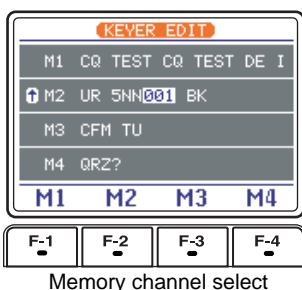 KEYER EDIT
M1 CQ TEST CQ TEST DE I
↑ M2 UR 5NN001 BK
M3 CFM TU
M4 QRZ?
M1 M2 M3 M4
F-1 F-2 F-3 F-4
Memory channel select